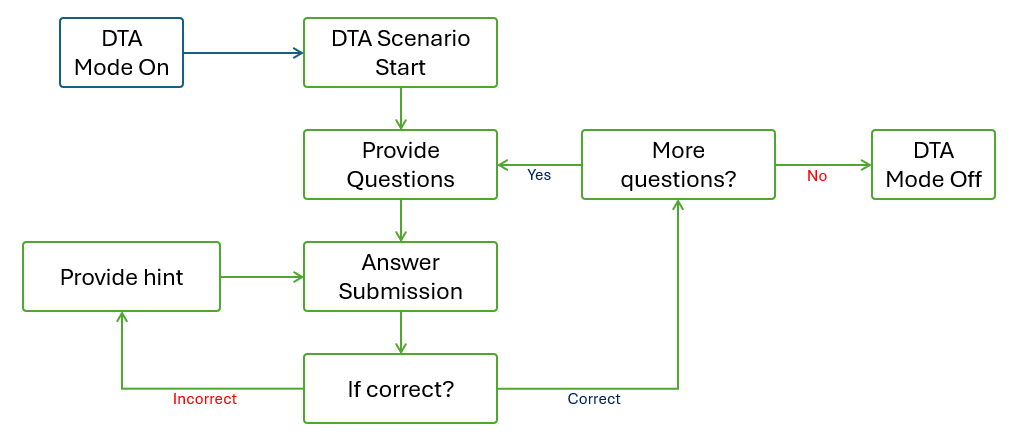 DTA
Mode On
DTA Scenario
Start
Provide
Questions
Yes
More
questions?
No
DTA
Mode Off
Provide hint
Answer
Submission
Incorrect
If correct?
Correct